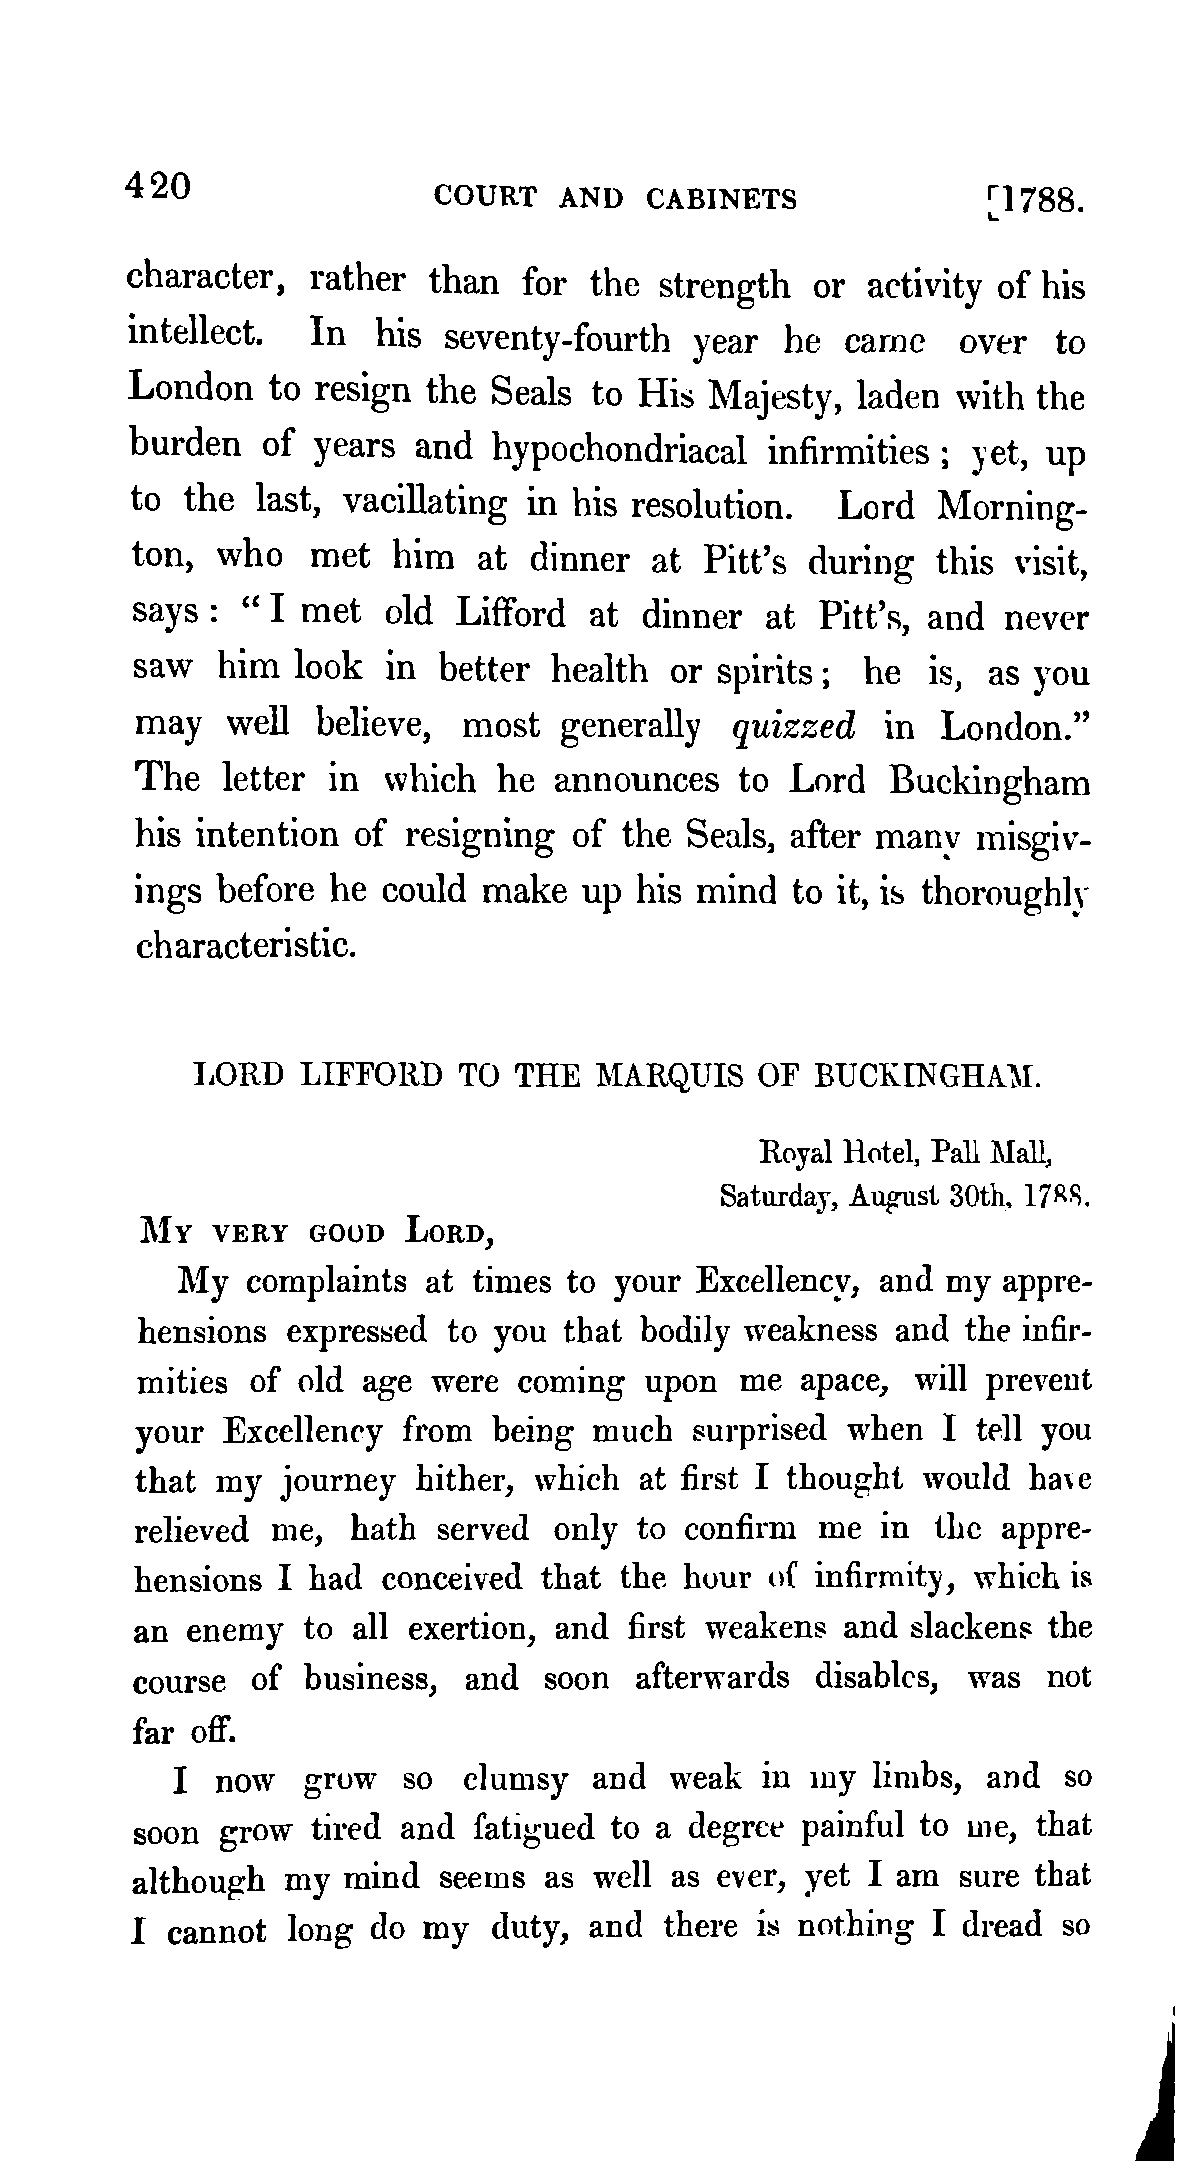 420 COURT AND CABINETS [1788.
character, rather than for the strength or activity of his
intellect. In his seventy-fourth year he came over to
London to resign the Seals to His Majesty, laden with the
burden of years and hypochondriacal infirmities ; yet, up
to the last, vacillating in his resolution. Lord Morning-
ton, who met him at dinner at Pitt's during this visit,
says : “ I met old Lifford at dinner at Pitt's, and never
saw him look in better health or spirits ; he is, as you
may well believe, most generally quizzed in London.”
The letter in which he announces to Lord Buckingham
his intention of resigning of the Seals, after many misgiv-
ings before he could make up his mind to it, is thoroughly
characteristic.
LORD LIFFORD TO THE MARQUIS OF BUCKINGHAM.
Royal Hotel, Pall Mall,
Saturday, August 30th, 1788.
MY VERY GOOD LORD,
My complaints at times to your Excellency, and my appre-
hensions expressed to you that bodily weakness and the infir-
mities of old age were coming upon me apace, will prevent
your Excellency from being much surprised when I tell you
that my journey hither, which at first I thought would have
relieved me, hath served only to confirm me in the appre-
hensions I had conceived that the hour of infirmity, which is
an enemy to all exertion, and first weakens and slackens the
course of business, and soon afterwards disables, was not
far off.
I now grow so clumsy and weak in my limbs, and so
soon grow tired and fatigued to a degree painful to me, that
although my mind seems as well as ever, yet I am sure that
I cannot long do my duty, and there is nothing I dread so